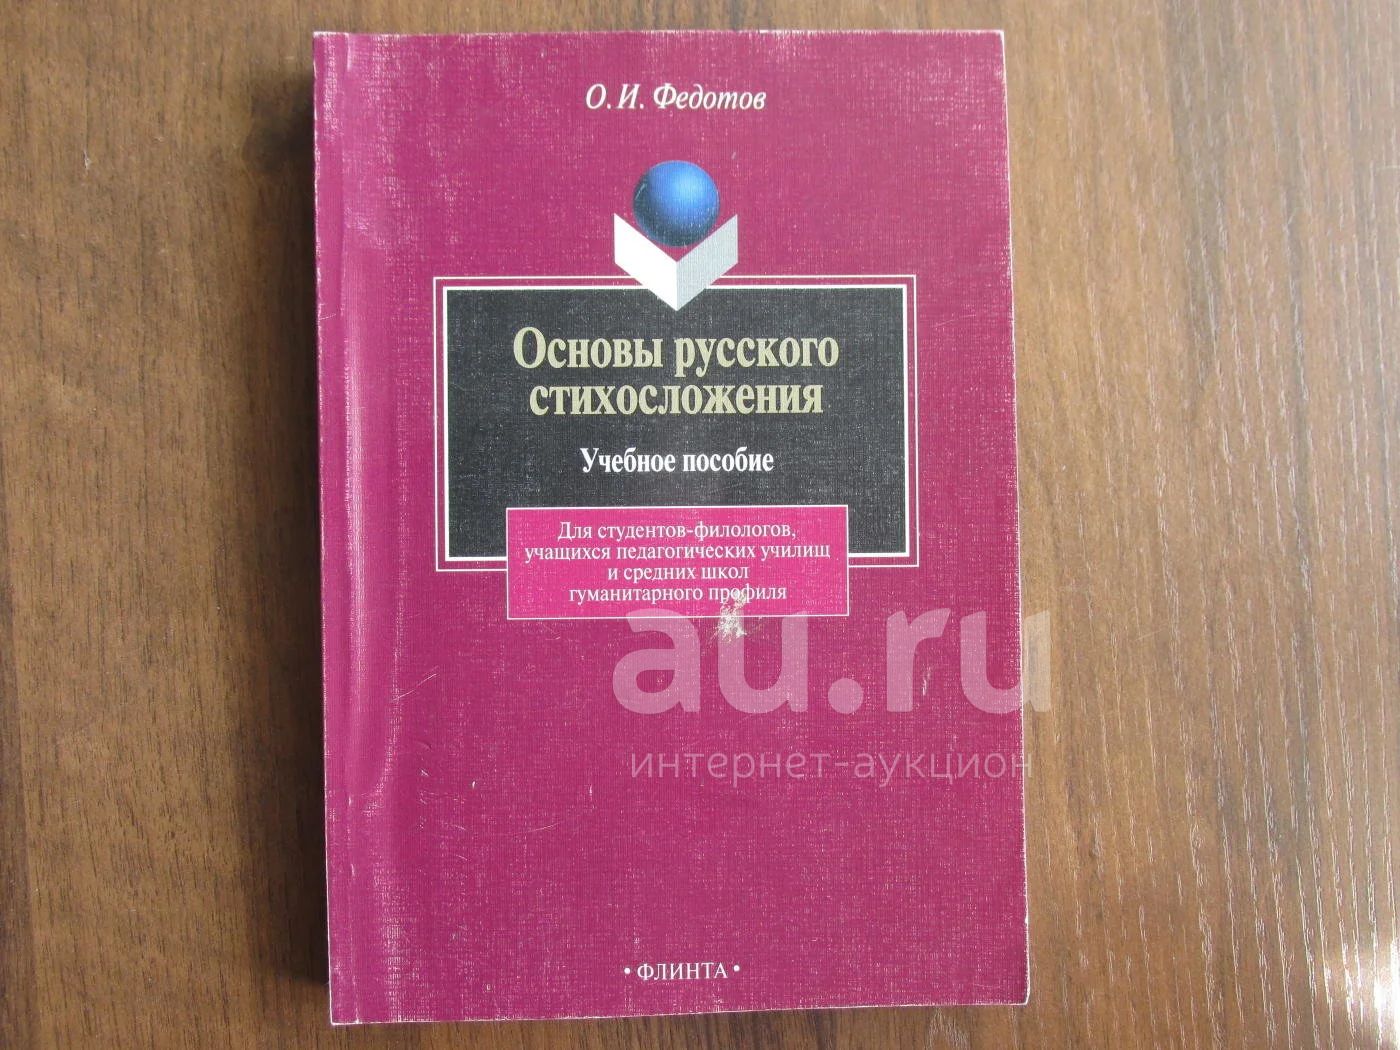 О. И. Федотов
Основы русского
стихосложения
Учебное пособие
Для студентов-филологов,
учащихся педагогических училищ
и средних школ
гуманитарного профиля
au.ru
интернет-аукцион
• ФЛИНТА •